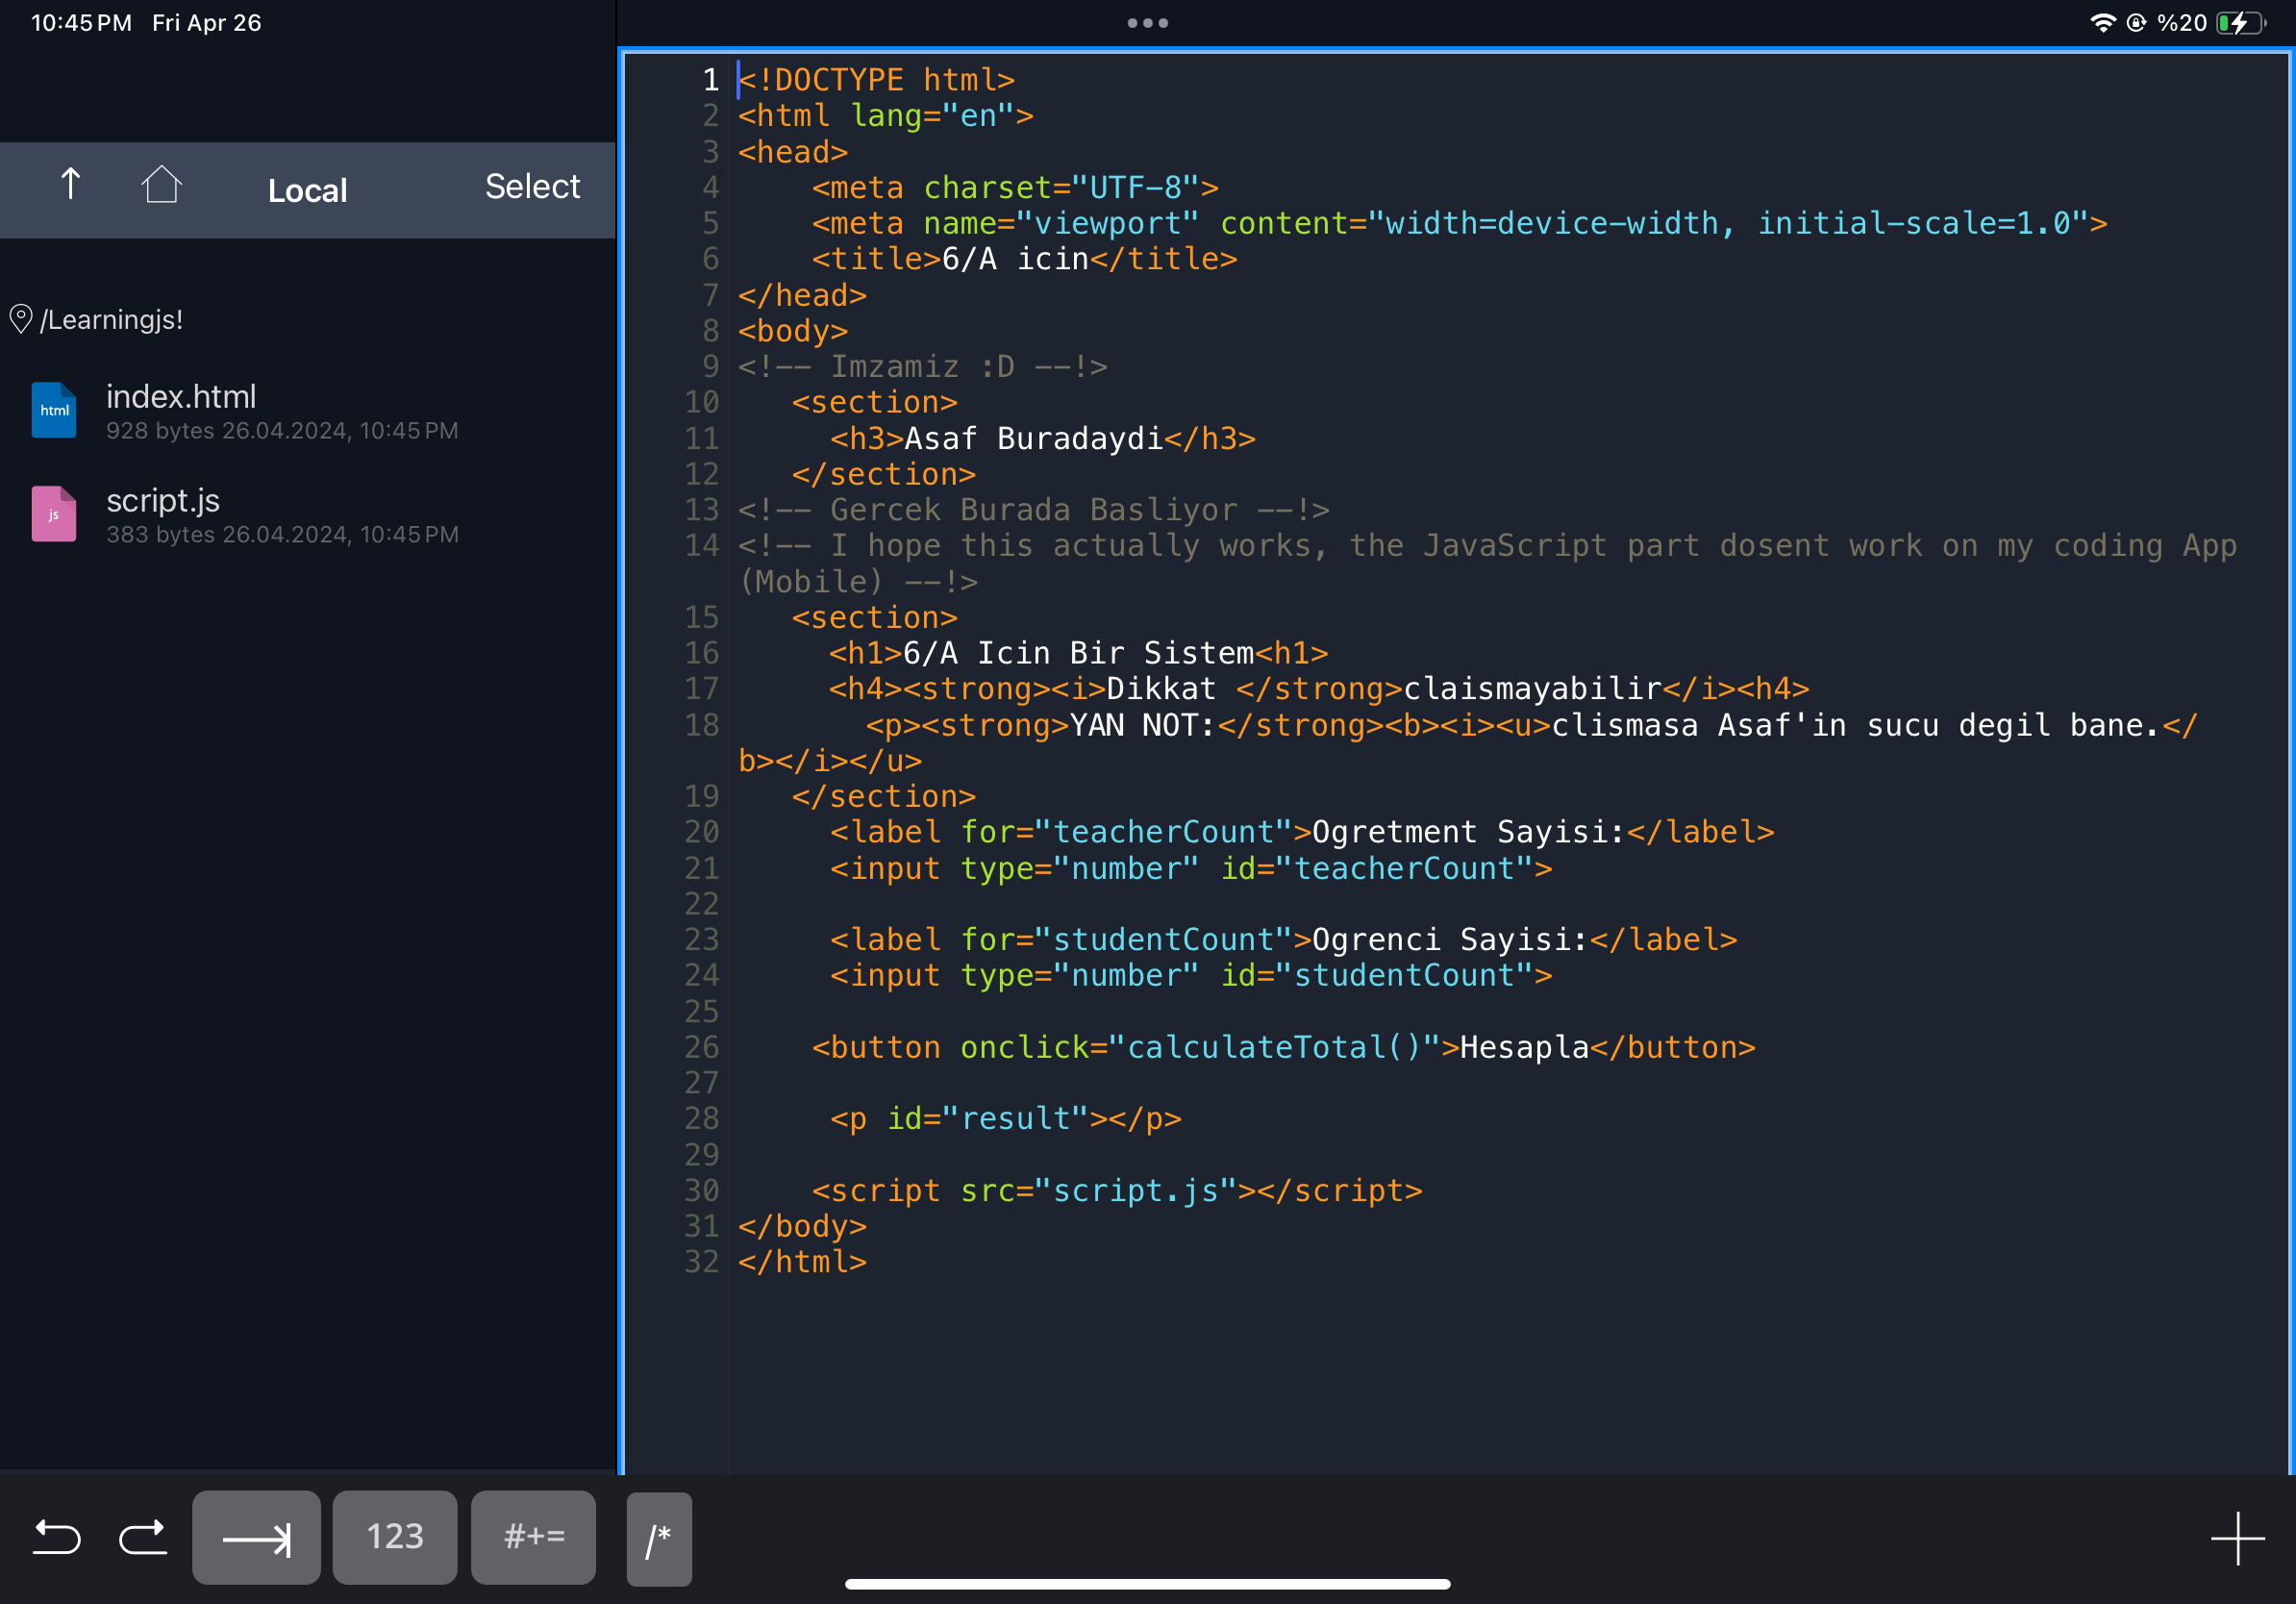 10:45 PM Fri Apr 26
%20
Local
Select
/Learningjs!
html
index.html
928 bytes 26.04.2024, 10:45 PM
js
script.js
383 bytes 26.04.2024, 10:45 PM
1 <!DOCTYPE html>
2 <html lang="en">
3 <head>
4 <meta charset="UTF-8">
5 <meta name="viewport" content="width=device-width, initial-scale=1.0">
6 <title>6/A icin</title>
7 </head>
8 <body>
9 <!-- Imzamiz :D --!>
10 <section>
11 <h3>Asaf Buradaydi</h3>
12 </section>
13 <!-- Gercek Burada Basliyor --!>
14 <!-- I hope this actually works, the JavaScript part dosent work on my coding App
(Mobile) --!>
15 <section>
16 <h1>6/A Icin Bir Sistem<h1>
17 <h4><strong><i>Dikkat </strong>claismayabilir</i><h4>
18 <p><strong>YAN NOT:</strong><b><i><u>clismasa Asaf'in sucu degil bane.</
b></i></u>
19 </section>
20 <label for="teacherCount">Ogretment Sayisi:</label>
21 <input type="number" id="teacherCount">
22
23 <label for="studentCount">Ogrenci Sayisi:</label>
24 <input type="number" id="studentCount">
25
26 <button onclick="calculateTotal()">Hesapla</button>
27
28 <p id="result"></p>
29
30 <script src="script.js"></script>
31 </body>
32 </html>
123
#+=
/*